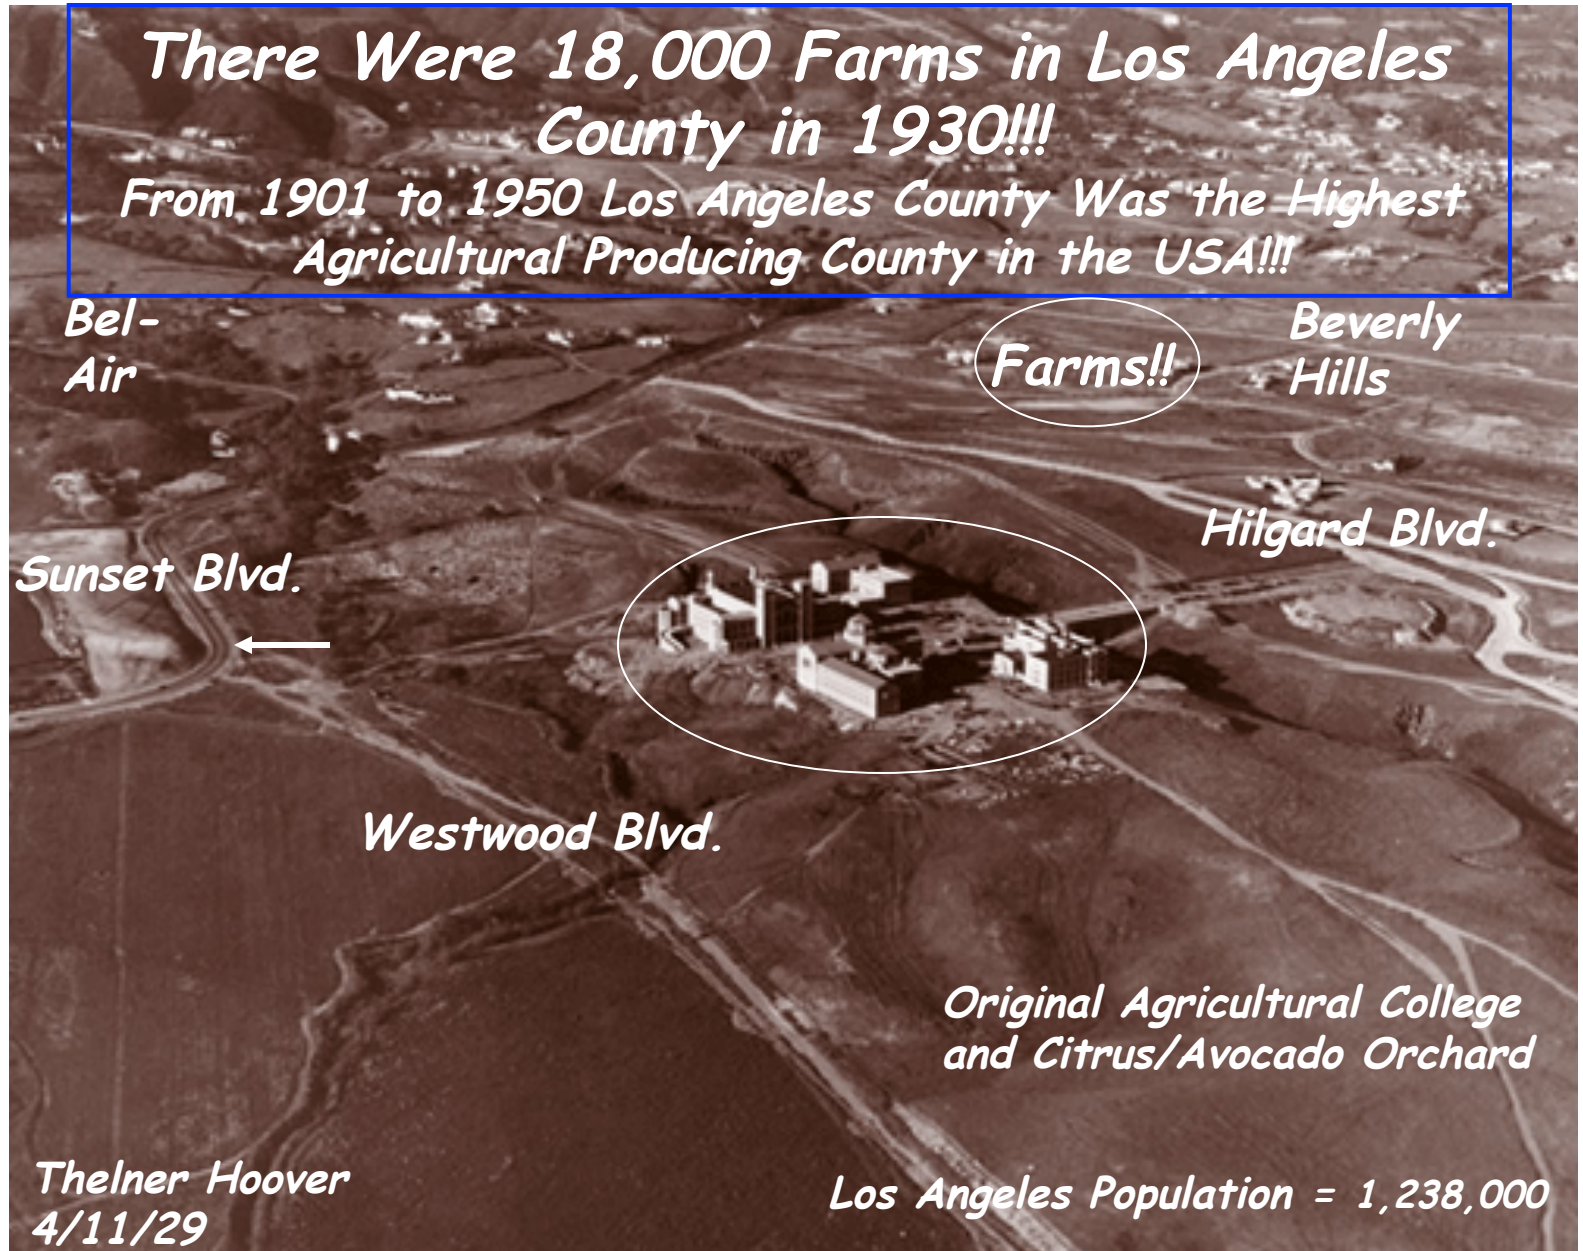 There Were 18,000 Farms in Los Angeles
County in 1930!!!
From 1901 to 1950 Los Angeles County Was the Highest
Agricultural Producing County in the USA!!!
Bel-
Air
Farms!!
Beverly
Hills
Hilgard Blvd.
Sunset Blvd.
Westwood Blvd.
Original Agricultural College
and Citrus/Avocado Orchard
Thelner Hoover
4/11/29
Los Angeles Population = 1,238,000